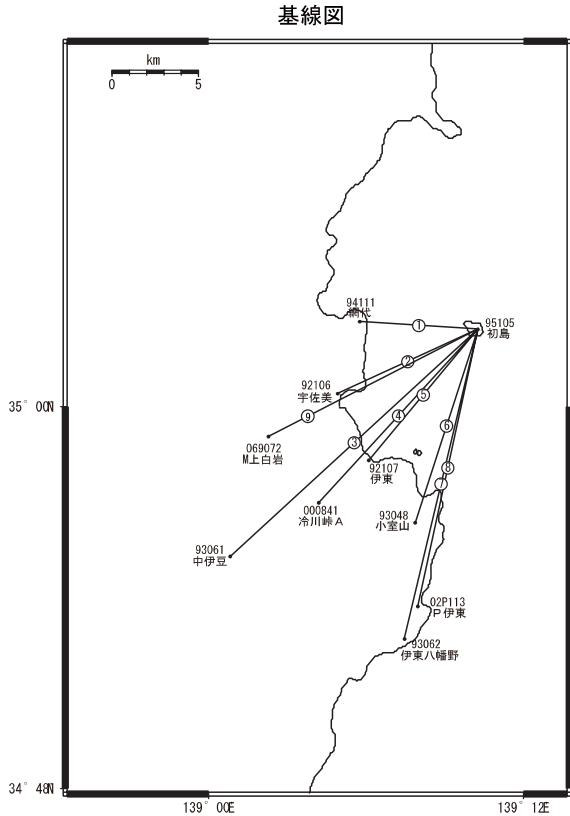 基線図
km
0 5
94111
網代
①
95105
初島
②
92106
宇佐美
⑤
35° 00′N
⑨
④
⑥
③
069072
M上白岩
92107
伊東
⑧
⑦
000841
冷川峠A
93048
小室山
93061
中伊豆
02P113
P伊東
93062
伊東八幡野
34° 48′N
139° 00′E
139° 12′E